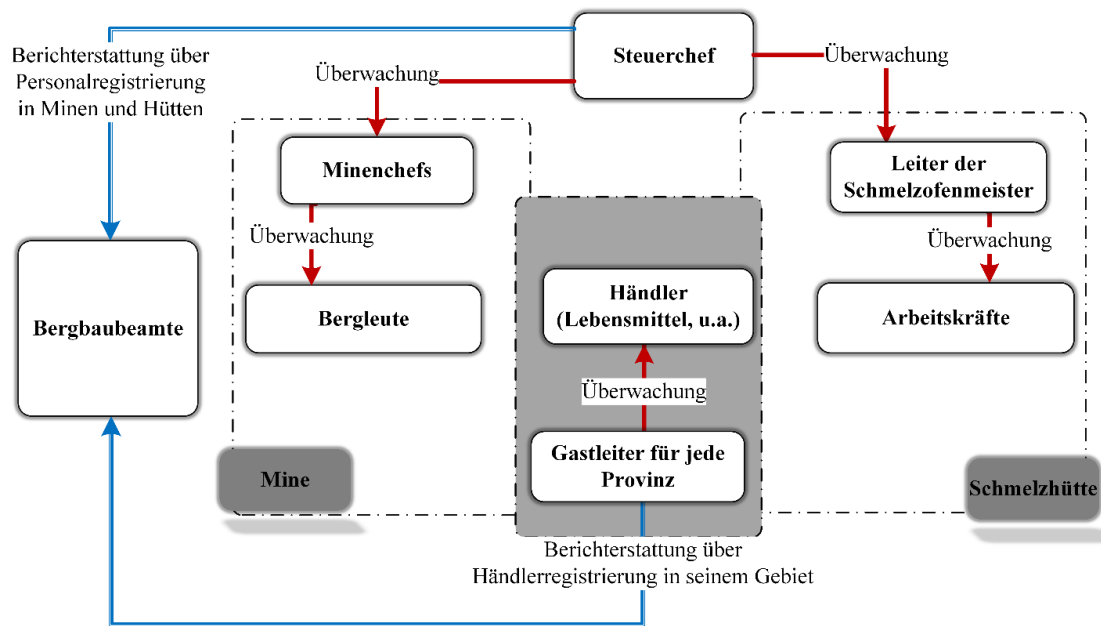 Berichterstattung über
Personalregistrierung
in Minen und Hütten
Steuerchef
Überwachung
Überwachung
Minenchefs
Leiter der
Schmelzofenmeister
Überwachung
Überwachung
Bergbaubeamte
Bergleute
Händler
(Lebensmittel, u.a.)
Arbeitskräfte
Überwachung
Gastleiter für jede
Provinz
Mine
Schmelzhütte
Berichterstattung über
Händlerregistrierung in seinem Gebiet